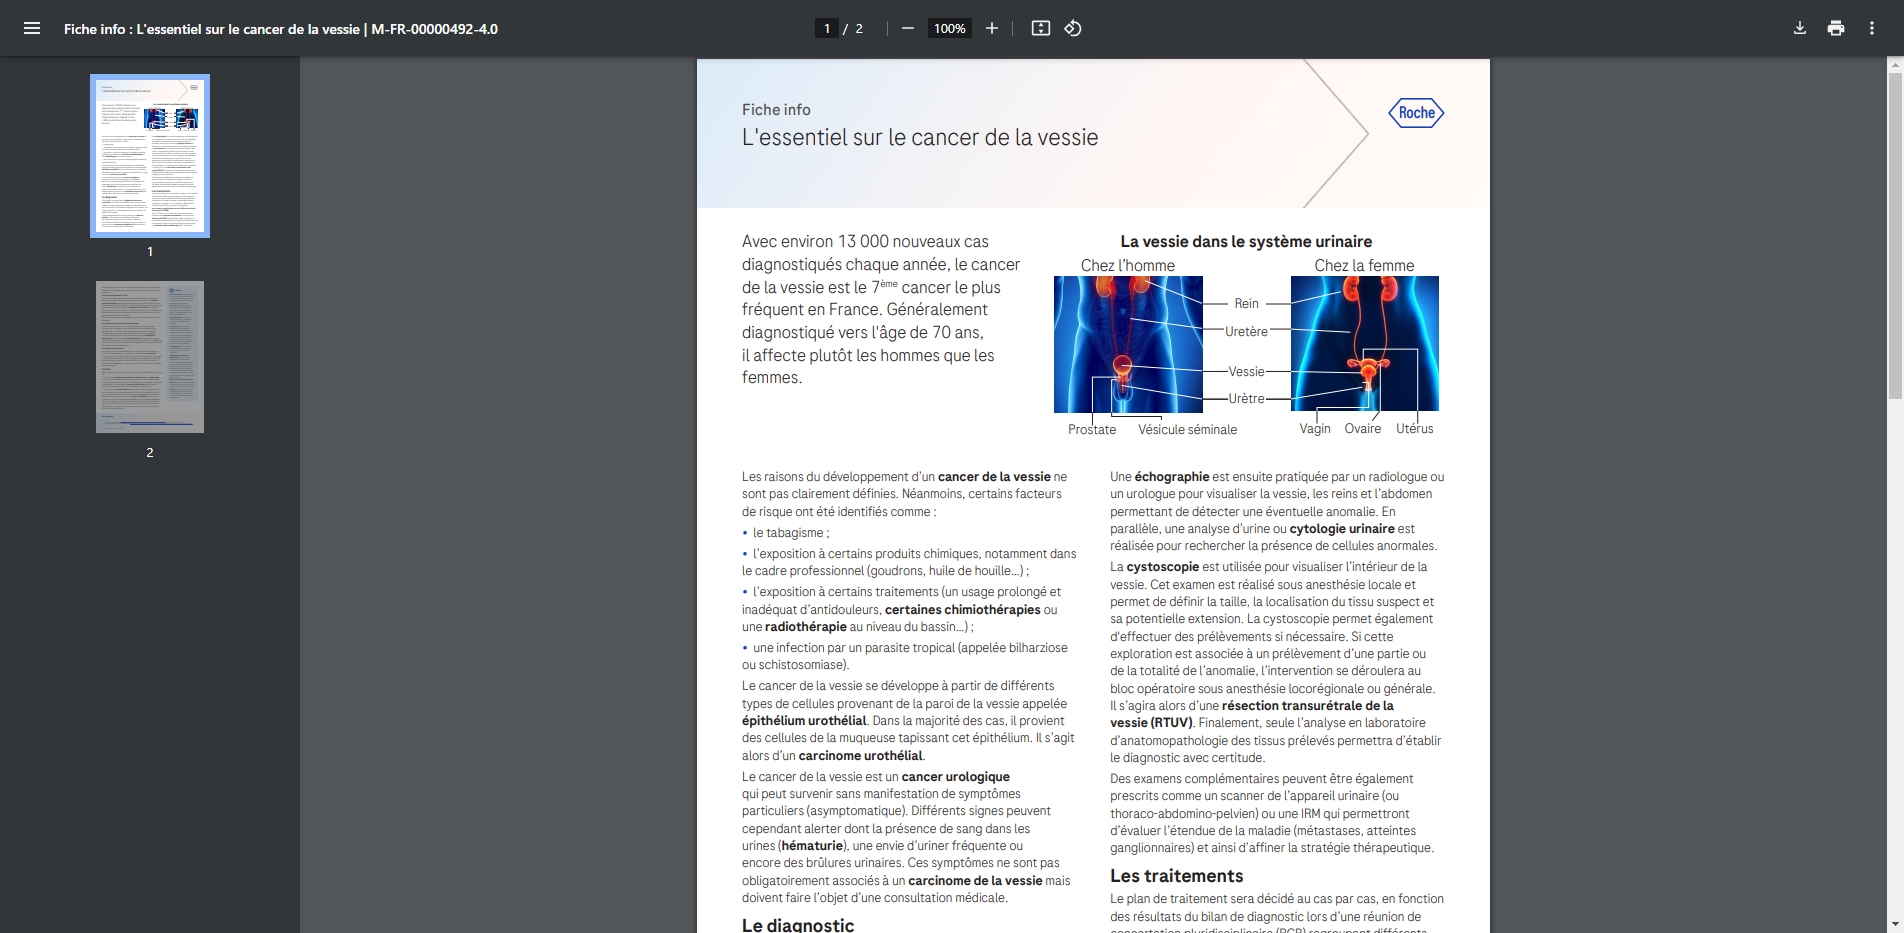 Fiche info : L'essentiel sur le cancer de la vessie | M-FR-00000492-4.0
1 / 2
100%
1
2
Fiche info
L'essentiel sur le cancer de la vessie
Roche
Avec environ 13 000 nouveaux cas
diagnostiqués chaque année, le cancer
de la vessie est le 7ème cancer le plus
fréquent en France. Généralement
diagnostiqué vers l'âge de 70 ans,
il affecte plutôt les hommes que les
femmes.
La vessie dans le système urinaire
Chez l'homme
Chez la femme
Rein
Uretère
Vessie
Urètre
Prostate
Vésicule séminale
Vagin
Ovaire
Utérus
Les raisons du développement d'un cancer de la vessie ne
sont pas clairement définies. Néanmoins, certains facteurs
de risque ont été identifiés comme :
• le tabagisme ;
• l'exposition à certains produits chimiques, notamment dans
le cadre professionnel (goudrons, huile de houille...) ;
• l'exposition à certains traitements (un usage prolongé et
inadéquat d'antidouleurs, certaines chimiothérapies ou
une radiothérapie au niveau du bassin...) ;
• une infection par un parasite tropical (appelée bilharziose
ou schistosomiase).
Le cancer de la vessie se développe à partir de différents
types de cellules provenant de la paroi de la vessie appelée
épithélium urothélial. Dans la majorité des cas, il provient
des cellules de la muqueuse tapissant cet épithélium. Il s'agit
alors d'un carcinome urothélial.
Le cancer de la vessie est un cancer urologique
qui peut survenir sans manifestation de symptômes
particuliers (asymptomatique). Différents signes peuvent
cependant alerter dont la présence de sang dans les
urines (hématurie), une envie d'uriner fréquente ou
encore des brûlures urinaires. Ces symptômes ne sont pas
obligatoirement associés à un carcinome de la vessie mais
doivent faire l'objet d'une consultation médicale.
Le diagnostic
Une échographie est ensuite pratiquée par un radiologue ou
un urologue pour visualiser la vessie, les reins et l'abdomen
permettant de détecter une éventuelle anomalie. En
parallèle, une analyse d'urine ou cytologie urinaire est
réalisée pour rechercher la présence de cellules anormales.
La cystoscopie est utilisée pour visualiser l'intérieur de la
vessie. Cet examen est réalisé sous anesthésie locale et
permet de définir la taille, la localisation du tissu suspect et
sa potentielle extension. La cystoscopie permet également
d'effectuer des prélèvements si nécessaire. Si cette
exploration est associée à un prélèvement d'une partie ou
de la totalité de l'anomalie, l'intervention se déroulera au
bloc opératoire sous anesthésie locorégionale ou générale.
Il s'agira alors d'une résection transurétrale de la
vessie (RTUV). Finalement, seule l'analyse en laboratoire
d'anatomopathologie des tissus prélevés permettra d'établir
le diagnostic avec certitude.
Des examens complémentaires peuvent être également
prescrits comme un scanner de l'appareil urinaire (ou
thoraco-abdomino-pelvien) ou une IRM qui permettront
d'évaluer l'étendue de la maladie (métastases, atteintes
ganglionnaires) et ainsi d'affiner la stratégie thérapeutique.
Les traitements
Le plan de traitement sera décidé au cas par cas, en fonction
des résultats du bilan de diagnostic lors d'une réunion de
concertation pluridisciplinaire (RCP) regroupant différents